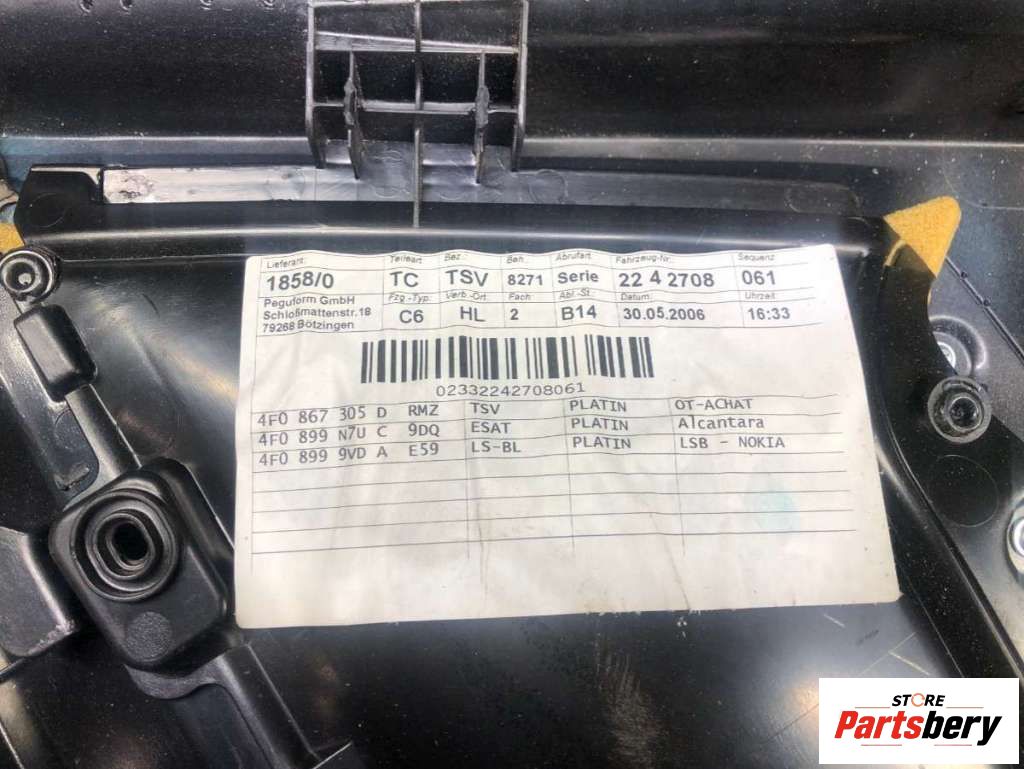 Lieferant: Teileart Bez.: Beh.: Abrufart Fahrzeug-Nr.: Sequenz
1858/0 TC TSV 8271 Serie 22 4 2708 061
Peguform GmbH
Schloßmattenstr.18
79268 Bötzingen
Fzg.-Typ: Verb.-Ort: Fach: Abl.-St.: Datum: Uhrzeit:
C6 HL 2 B14 30.05.2006 16:33
02332242708061
4F0 867 305 D RMZ TSV PLATIN OT-ACHAT
4F0 899 N7U C 9DQ ESAT PLATIN Alcantara
4F0 899 9VD A E59 LS-BL PLATIN LSB - NOKIA
STORE
Partsbery